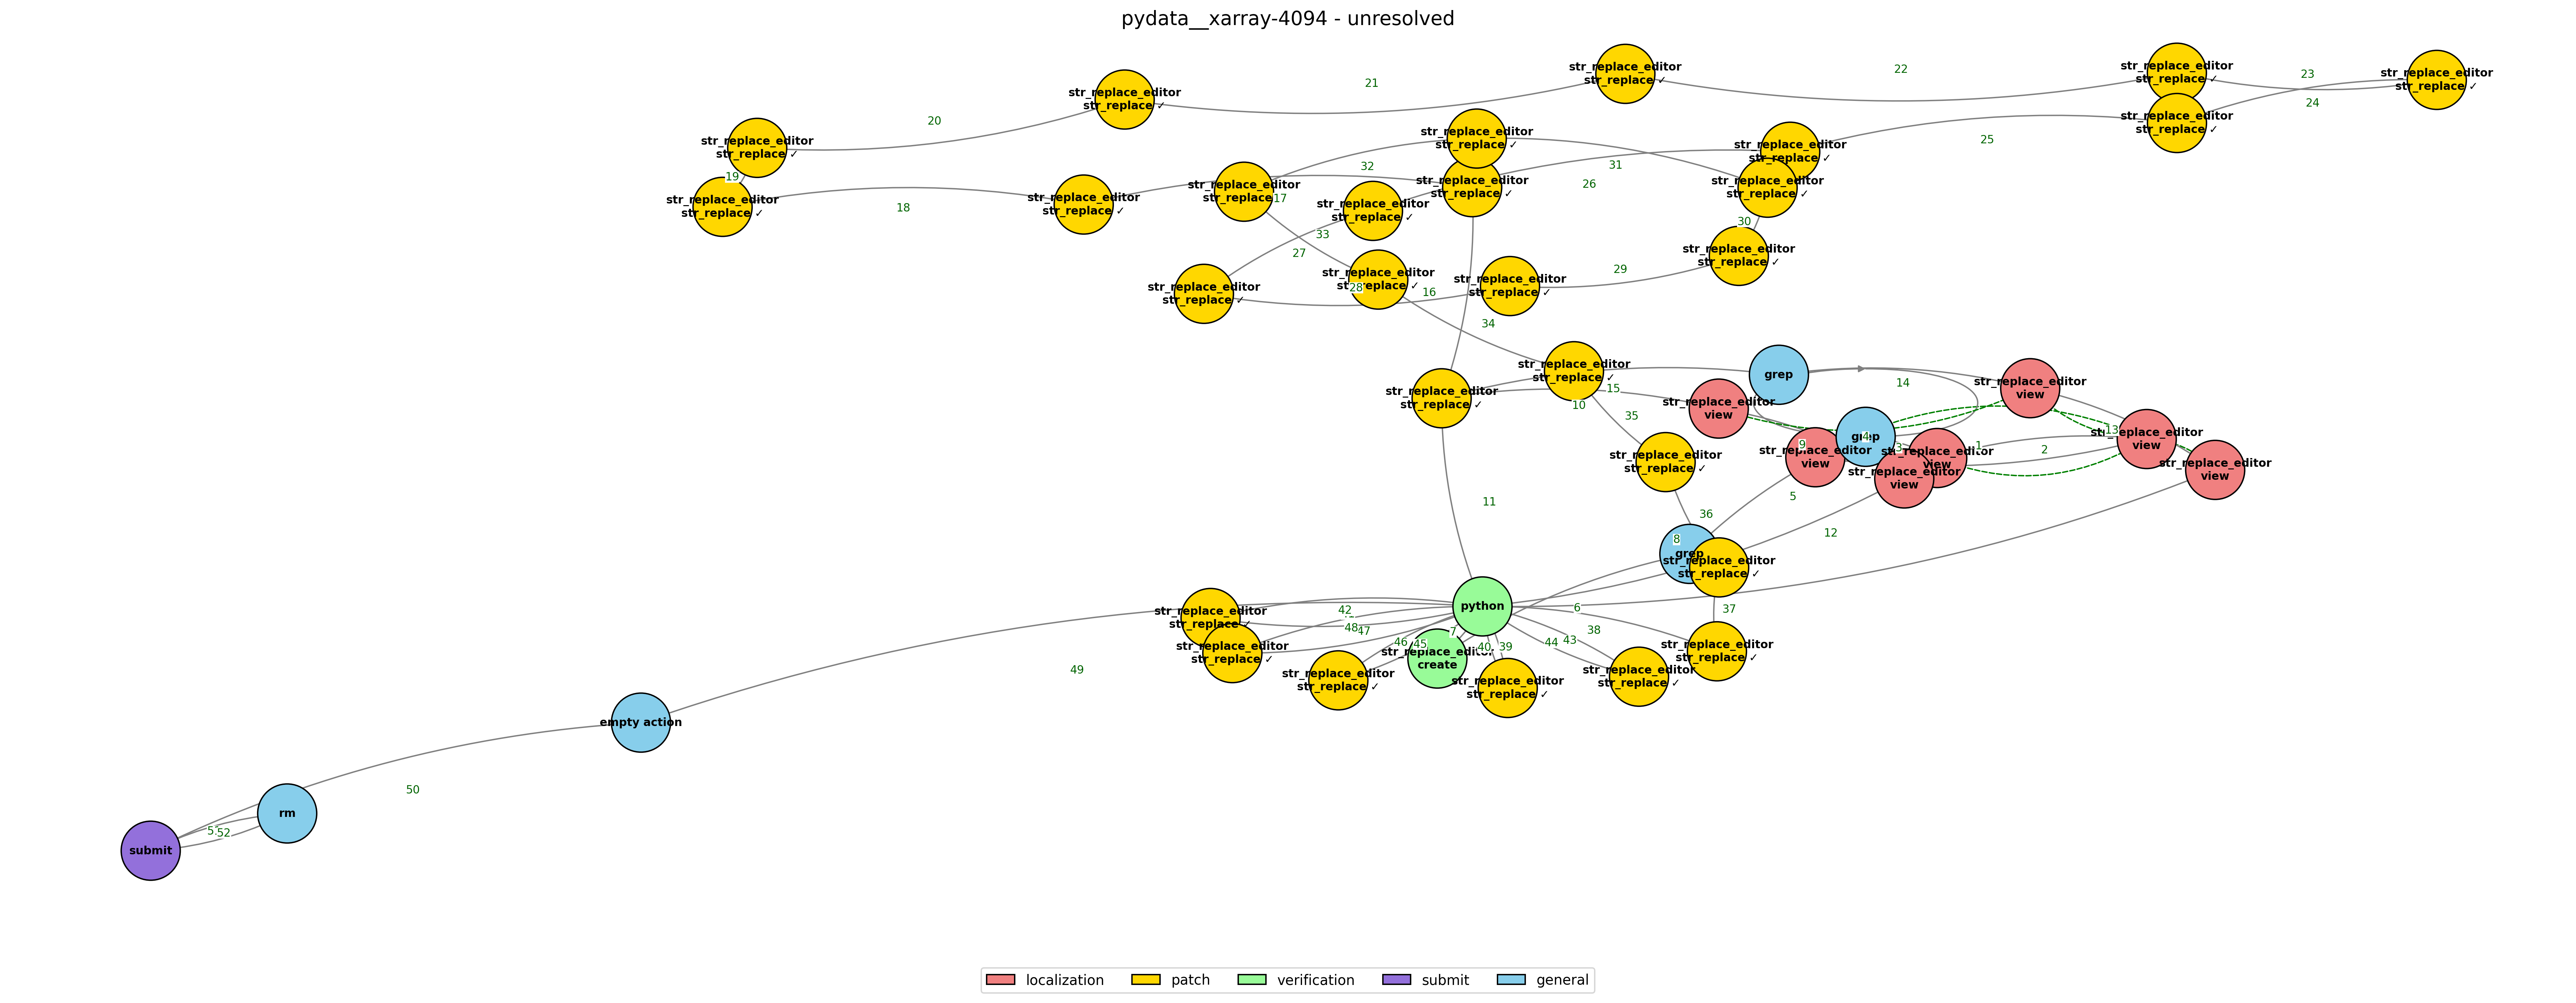 pydata__xarray-4094 - unresolved
str_replace_editor
str_replace ✓
21
str_replace_editor
str_replace ✓
22
str_replace_editor
str_replace ✓
23
str_replace_editor
str_replace ✓
24
str_replace_editor
str_replace ✓
20
str_replace_editor
str_replace ✓
19
str_replace_editor
str_replace ✓
18
str_replace_editor
str_replace ✓
str_replace_editor
str_replace
17
32
str_replace_editor
str_replace ✓
str_replace_editor
str_replace ✓
str_replace_editor
str_replace ✓
33
27
31
26
25
str_replace_editor
str_replace ✓
str_replace_editor
str_replace ✓
30
str_replace_editor
str_replace ✓
29
str_replace_editor
str_replace ✓
str_replace_editor
str_replace ✓
28
16
str_replace_editor
str_replace ✓
34
str_replace_editor
str_replace ✓
15
10
str_replace_editor
str_replace ✓
35
grep
14
str_replace_editor
view
str_replace_editor
view
9
str_replace_editor
view
grep
4
3
str_replace_editor
view
str_replace_editor
view
1
2
13
str_replace_editor
view
str_replace_editor
view
str_replace_editor
str_replace ✓
5
36
11
12
8
grep
str_replace_editor
str_replace ✓
37
python
6
38
str_replace_editor
str_replace ✓
42
48
47
str_replace_editor
str_replace ✓
46
45
7
40
39
44
43
str_replace_editor
create
str_replace_editor
str_replace ✓
str_replace_editor
str_replace ✓
str_replace_editor
str_replace ✓
str_replace_editor
str_replace ✓
49
empty action
50
rm
52
submit
localization
patch
verification
submit
general